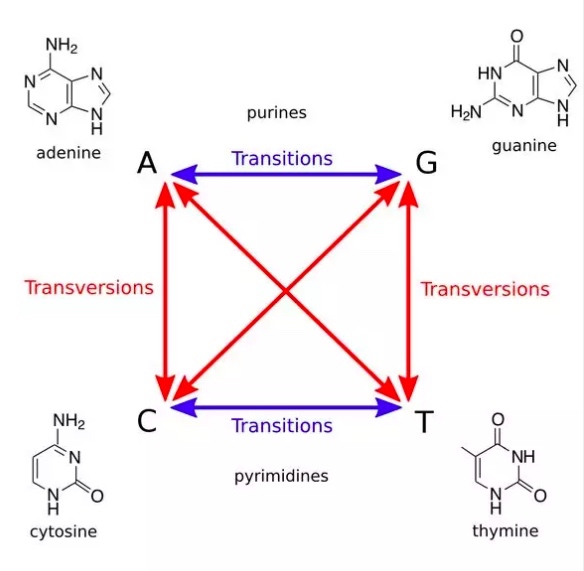 NH₂
N
N
N
N
H
adenine
purines
O
HN
N
H₂N
N
N
H
guanine
A
Transitions
G
Transversions
Transversions
C
Transitions
T
pyrimidines
NH₂
N
N
H
O
cytosine
O
NH
N
H
O
thymine